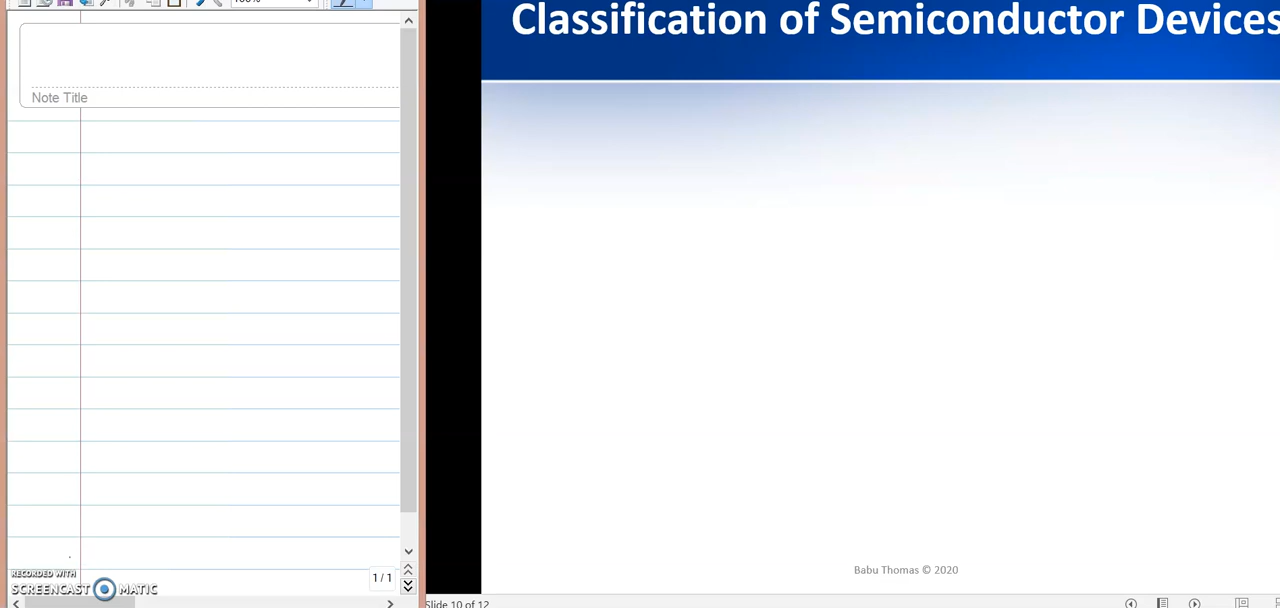 Classification of Semiconductor Devices
Note Title
Babu Thomas © 2020
1 / 1
RECORDED WITH
SCREENCAST MATIC
Slide 10 of 12